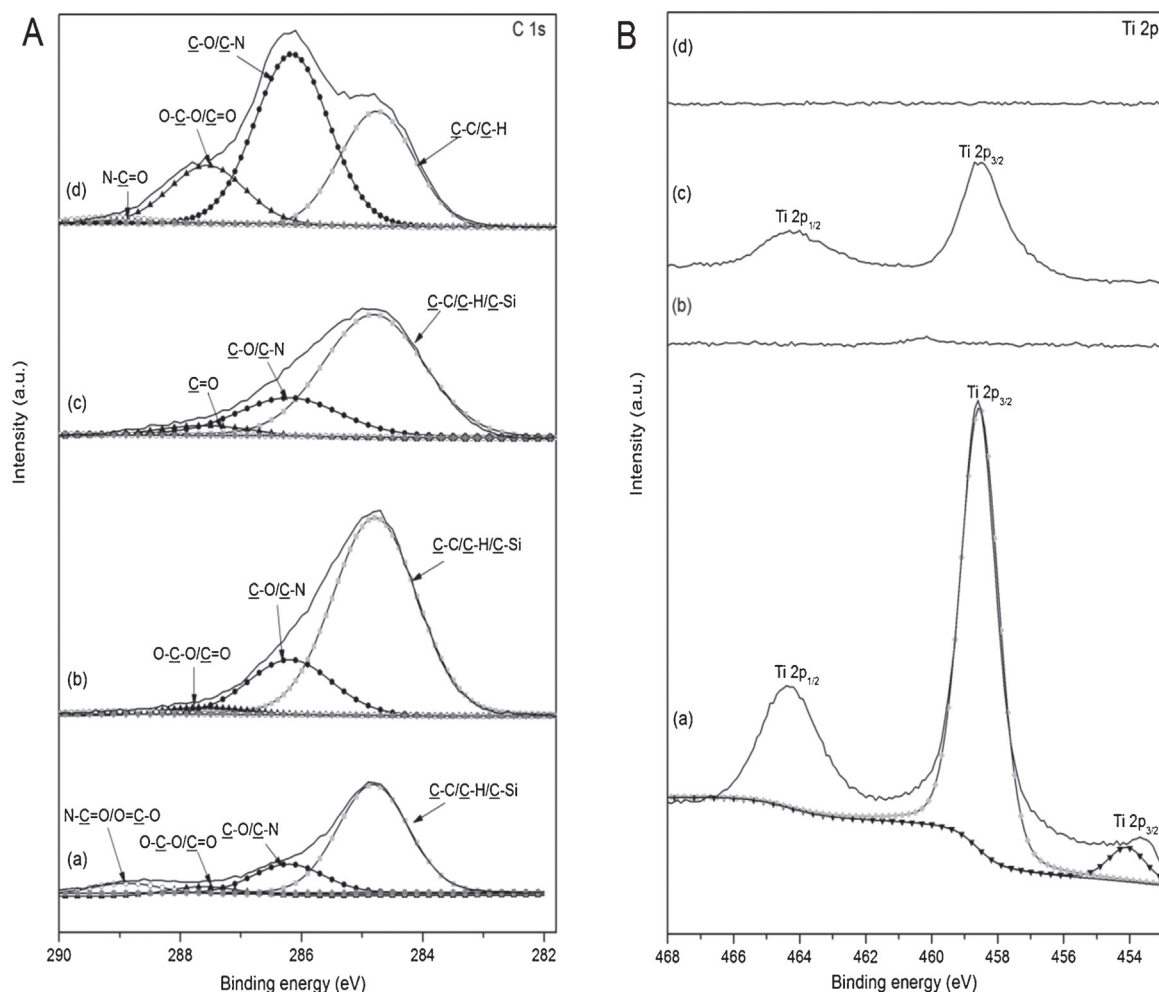 A
C 1s
C-O/C-N
O-C-O/C=O
C-C/C-H
N-C=O
(d)
C-C/C-H/C-Si
C-O/C-N
C=O
(c)
C-C/C-H/C-Si
C-O/C-N
O-C-O/C=O
(b)
C-C/C-H/C-Si
N-C=O/O=C-O
C-O/C-N
O-C-O/C=O
(a)
Intensity (a.u.)
290 288 286 284 282
Binding energy (eV)
B
Ti 2p
(d)
Ti 2p3/2
(c)
Ti 2p1/2
(b)
Ti 2p3/2
Ti 2p1/2
(a)
Ti 2p3/2
Intensity (a.u.)
468 466 464 462 460 458 456 454
Binding energy (eV)